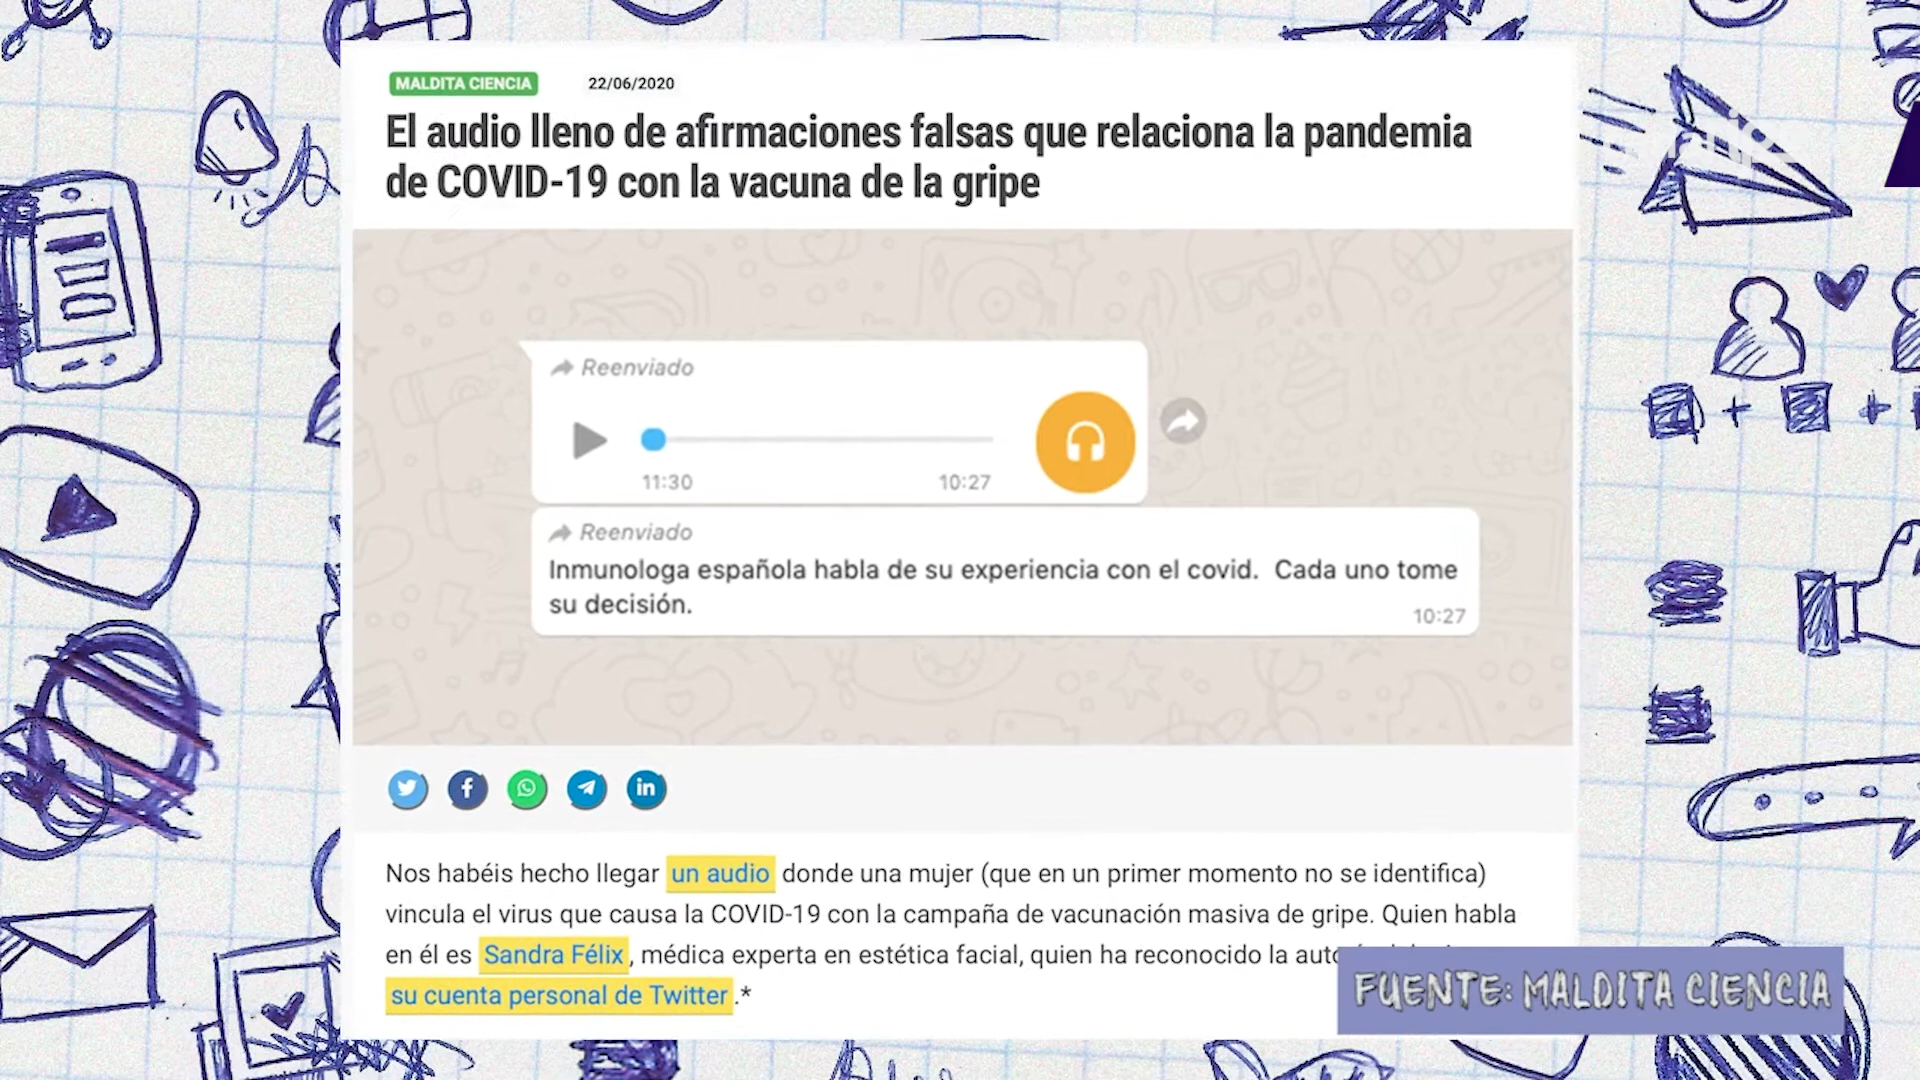 MALDITA CIENCIA 22/06/2020
El audio lleno de afirmaciones falsas que relaciona la pandemia
de COVID-19 con la vacuna de la gripe
Reenviado
11:30 10:27
Reenviado
Inmunologa española habla de su experiencia con el covid. Cada uno tome
su decisión.
10:27
Nos habéis hecho llegar un audio donde una mujer (que en un primer momento no se identifica)
vincula el virus que causa la COVID-19 con la campaña de vacunación masiva de gripe. Quien habla
en él es Sandra Félix, médica experta en estética facial, quien ha reconocido la
su cuenta personal de Twitter.*
FUENTE: MALDITA CIENCIA